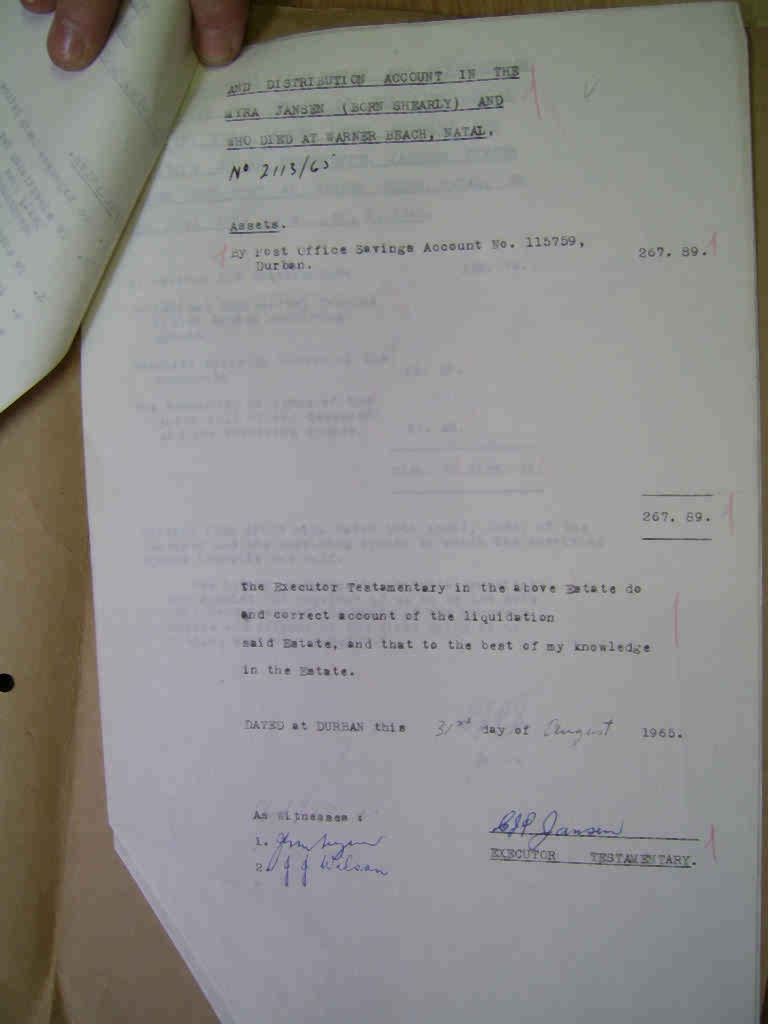 AND DISTRIBUTION ACCOUNT IN THE
MYRA JANSEN (BORN SHEARLY) AND
WHO DIED AT WARNER BEACH, NATAL.
No 2113/65
Assets.
By Post Office Savings Account No. 115759, 267. 89.
Durban.
267. 89.
the Executor Testamentary in the above Estate do
and correct account of the liquidation
said Estate, and that to the best of my knowledge
in the Estate.
DATED at DURBAN this 31st day of August 1965.
As Witnesses :
1.
2. J J Wilson
Jansen
EXECUTOR TESTAMENTARY.